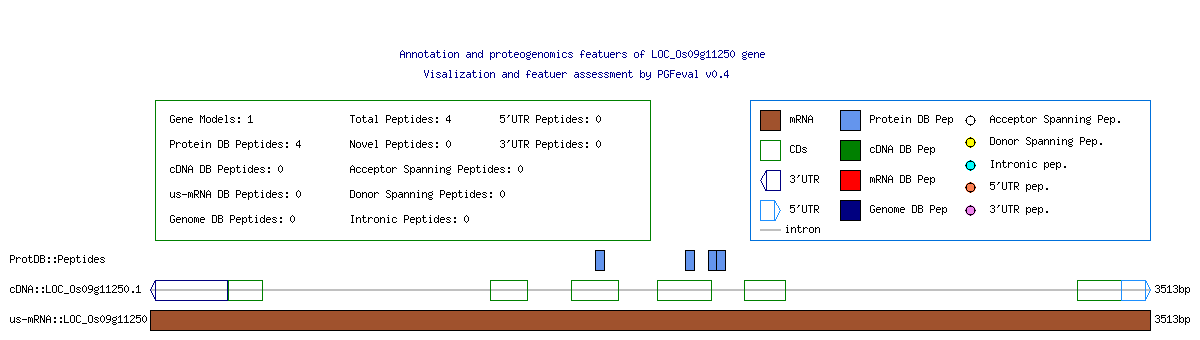 Annotation and proteogenomics featuers of LOC_Os09g11250 gene
Visalization and featuer assessment by PGFeval v0.4
Gene Models: 1 Total Peptides: 4 5'UTR Peptides: 0
Protein DB Peptides: 4 Novel Peptides: 0 3'UTR Peptides: 0
cDNA DB Peptides: 0 Acceptor Spanning Peptides: 0
us-mRNA DB Peptides: 0 Donor Spanning Peptides: 0
Genome DB Peptides: 0 Intronic Peptides: 0
mRNA Protein DB Pep Acceptor Spanning Pep.
CDs cDNA DB Pep Donor Spanning Pep.
3'UTR mRNA DB Pep Intronic pep.
5'UTR Genome DB Pep 5'UTR pep.
intron 3'UTR pep.
ProtDB::Peptides
cDNA::LOC_Os09g11250.1 3513bp
us-mRNA::LOC_Os09g11250 3513bp